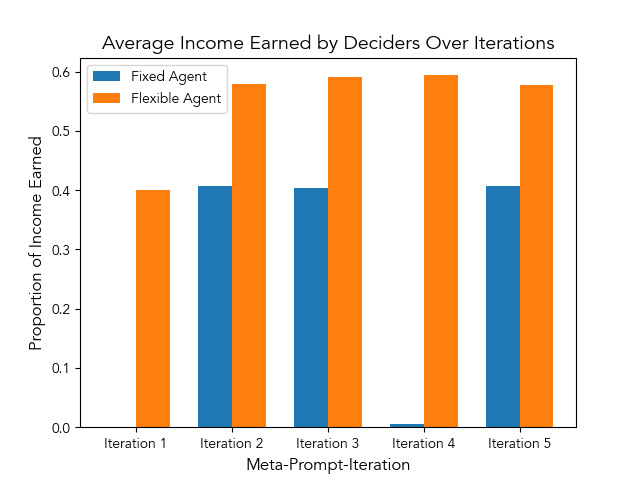 Average Income Earned by Deciders Over Iterations
Fixed Agent
Flexible Agent
Proportion of Income Earned
0.6
0.5
0.4
0.3
0.2
0.1
0.0
Iteration 1 Iteration 2 Iteration 3 Iteration 4 Iteration 5
Meta-Prompt-Iteration